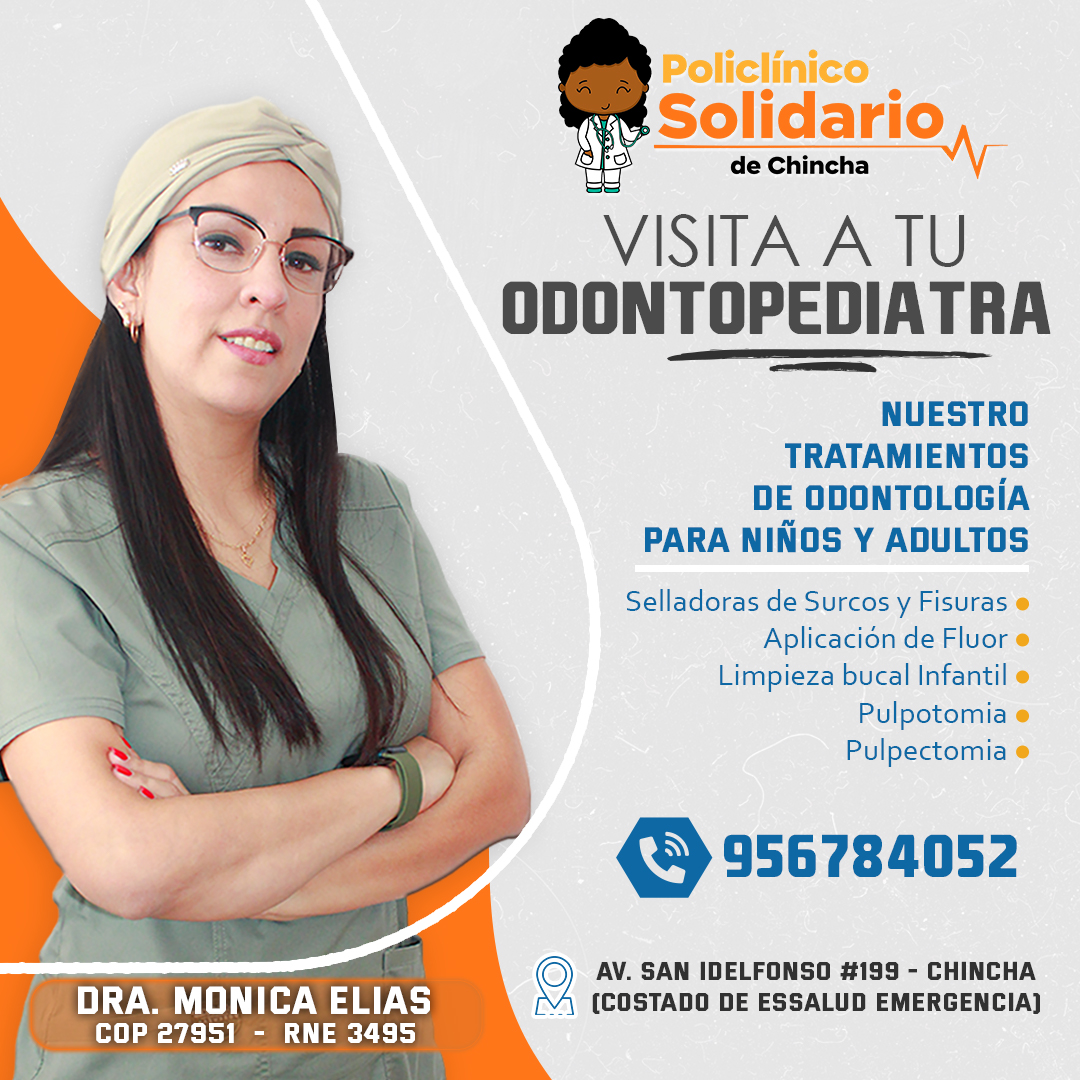 Policlínico
Solidario
de Chincha
VISITA A TU
ODONTOPEDIATRA
NUESTRO
TRATAMIENTOS
DE ODONTOLOGÍA
PARA NIÑOS Y ADULTOS
Selladoras de Surcos y Fisuras
Aplicación de Fluor
Limpieza bucal Infantil
Pulpotomia
Pulpectomia
956784052
AV. SAN IDELFONSO #199 - CHINCHA
(COSTADO DE ESSALUD EMERGENCIA)
DRA. MONICA ELIAS
COP 27951 - RNE 3495